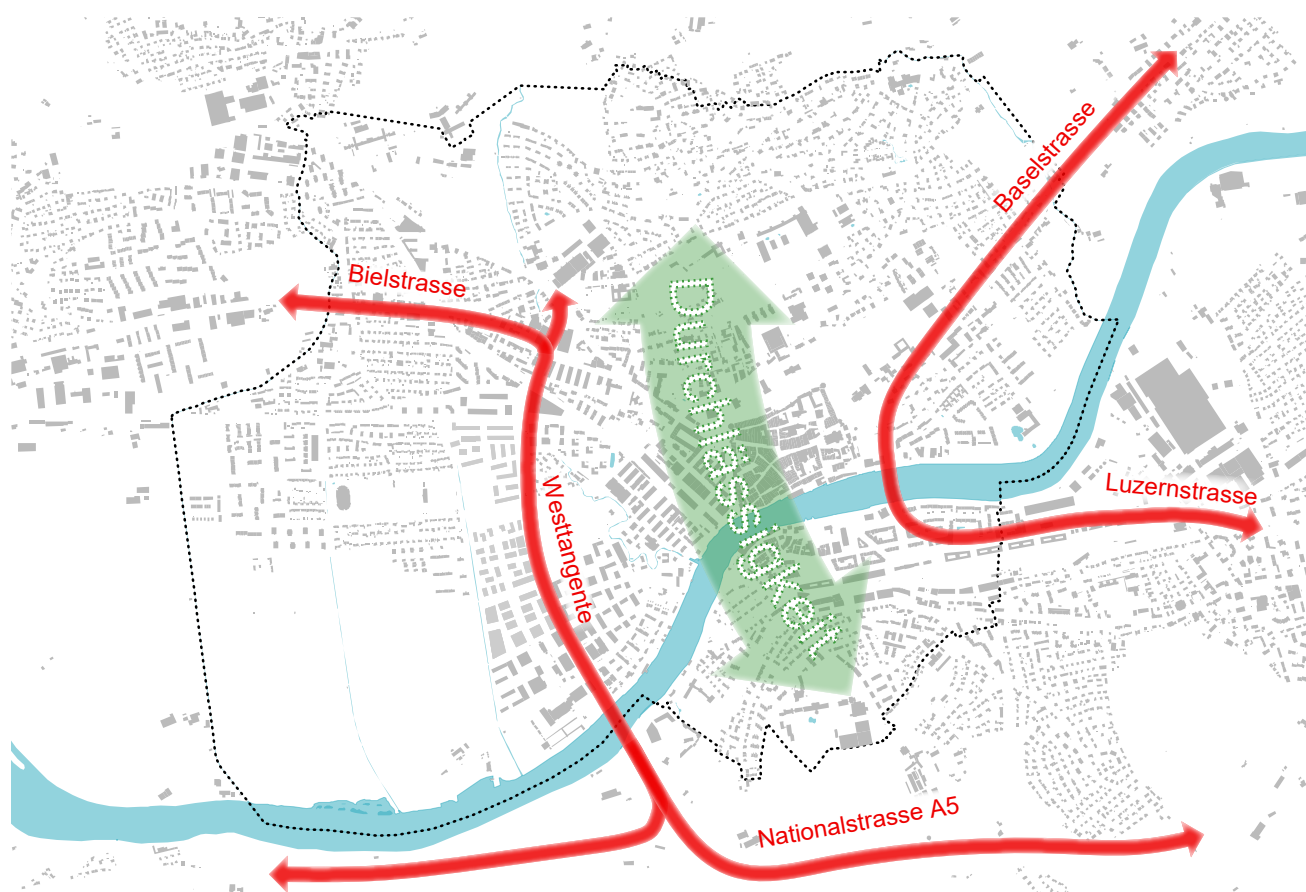 Baselstrasse
Bielstrasse
Durchlässigkeit
Luzernstrasse
Westtangente
Nationalstrasse A5